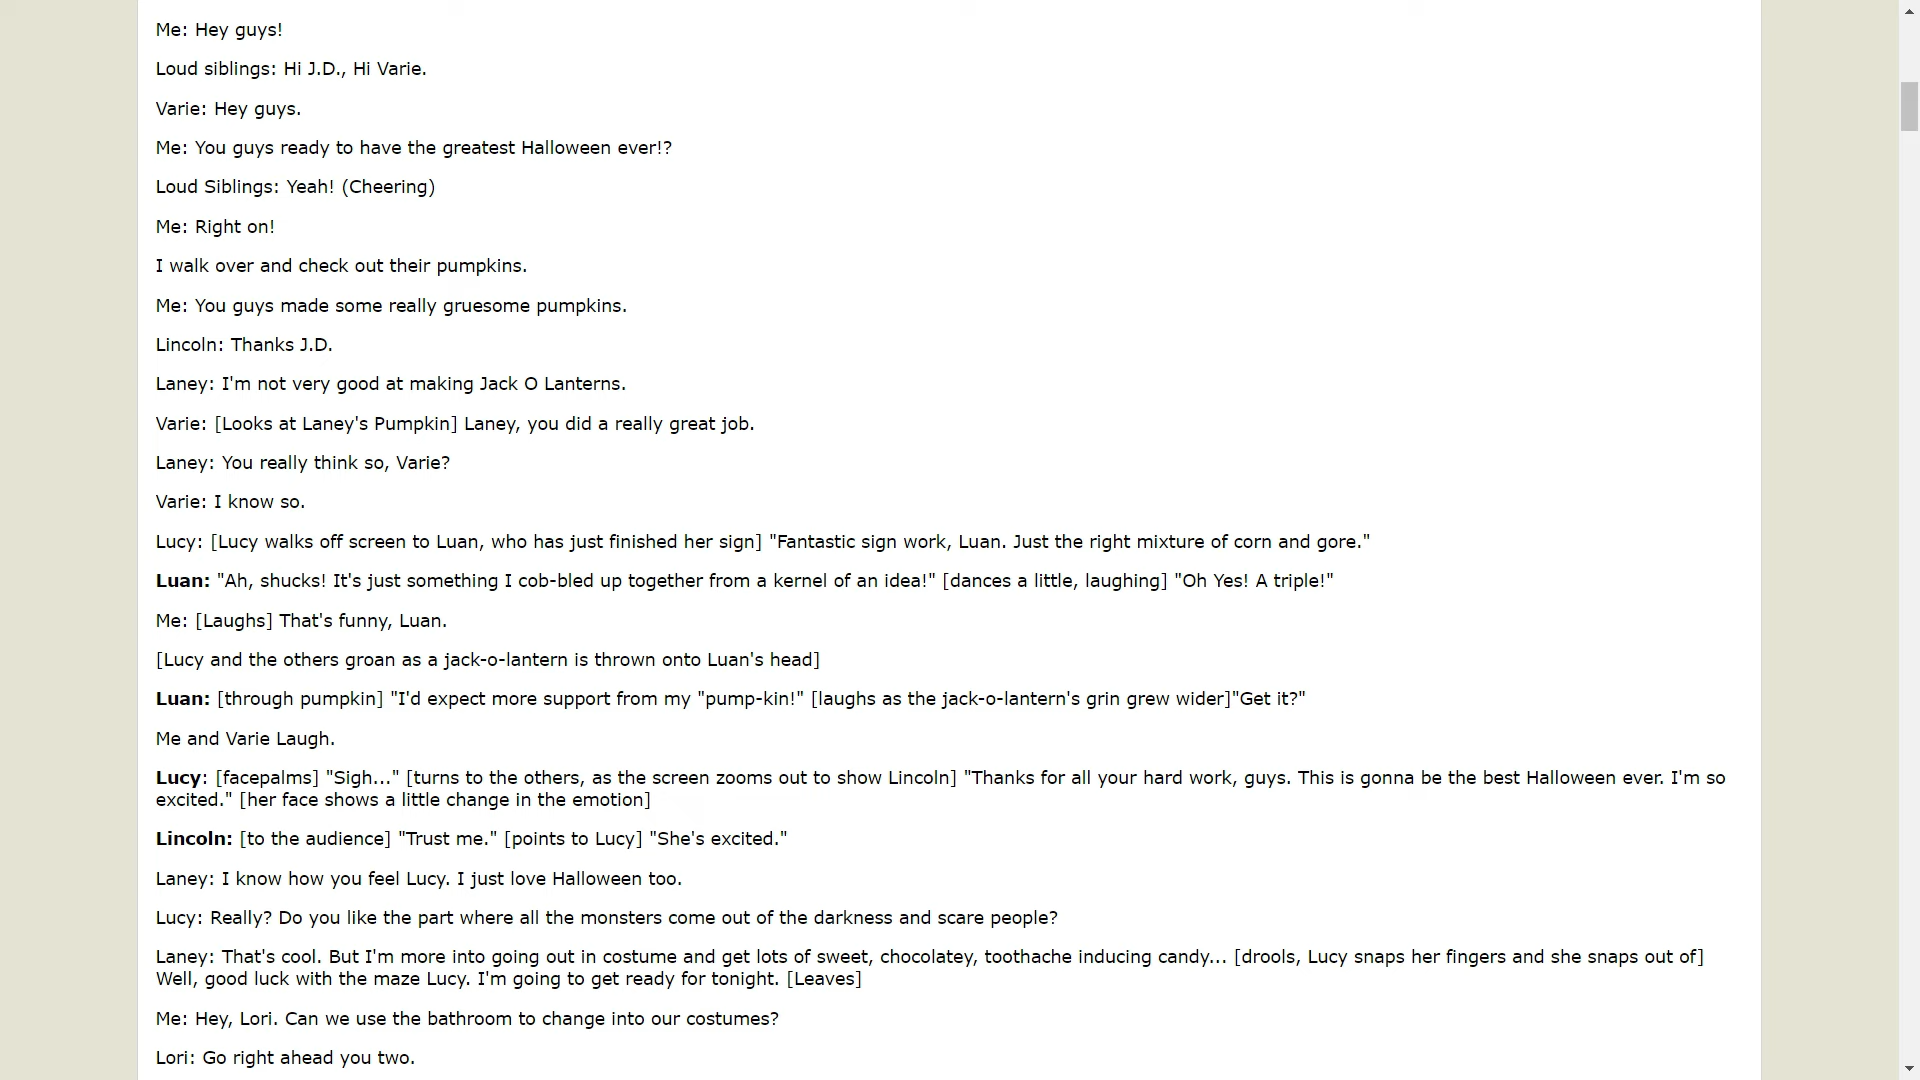 Me: Hey guys!
Loud siblings: Hi J.D., Hi Varie.
Varie: Hey guys.
Me: You guys ready to have the greatest Halloween ever!?
Loud Siblings: Yeah! (Cheering)
Me: Right on!
I walk over and check out their pumpkins.
Me: You guys made some really gruesome pumpkins.
Lincoln: Thanks J.D.
Laney: I'm not very good at making Jack O Lanterns.
Varie: [Looks at Laney's Pumpkin] Laney, you did a really great job.
Laney: You really think so, Varie?
Varie: I know so.
Lucy: [Lucy walks off screen to Luan, who has just finished her sign] "Fantastic sign work, Luan. Just the right mixture of corn and gore."
Luan: "Ah, shucks! It's just something I cob-bled up together from a kernel of an idea!" [dances a little, laughing] "Oh Yes! A triple!"
Me: [Laughs] That's funny, Luan.
[Lucy and the others groan as a jack-o-lantern is thrown onto Luan's head]
Luan: [through pumpkin] "I'd expect more support from my "pump-kin!" [laughs as the jack-o-lantern's grin grew wider]"Get it?"
Me and Varie Laugh.
Lucy: [facepalms] "Sigh..." [turns to the others, as the screen zooms out to show Lincoln] "Thanks for all your hard work, guys. This is gonna be the best Halloween ever. I'm so
excited." [her face shows a little change in the emotion]
Lincoln: [to the audience] "Trust me." [points to Lucy] "She's excited."
Laney: I know how you feel Lucy. I just love Halloween too.
Lucy: Really? Do you like the part where all the monsters come out of the darkness and scare people?
Laney: That's cool. But I'm more into going out in costume and get lots of sweet, chocolatey, toothache inducing candy... [drools, Lucy snaps her fingers and she snaps out of]
Well, good luck with the maze Lucy. I'm going to get ready for tonight. [Leaves]
Me: Hey, Lori. Can we use the bathroom to change into our costumes?
Lori: Go right ahead you two.